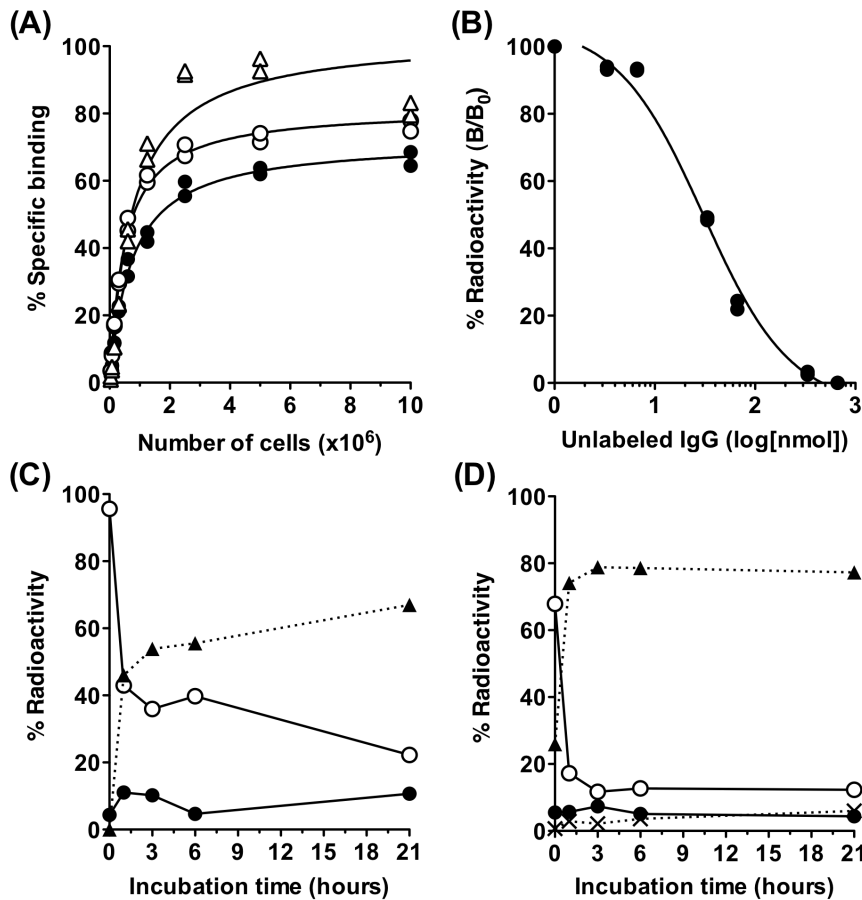 (A)
100
80
60
40
20
0
% Specific binding
0 2 4 6 8 10
Number of cells (x10⁶)
(B)
100
80
60
40
20
0
% Radioactivity (B/B₀)
0 1 2 3
Unlabeled IgG (log[nmol])
(C)
100
80
60
40
20
0
% Radioactivity
0 3 6 9 12 15 18 21
Incubation time (hours)
(D)
100
80
60
40
20
0
% Radioactivity
0 3 6 9 12 15 18 21
Incubation time (hours)